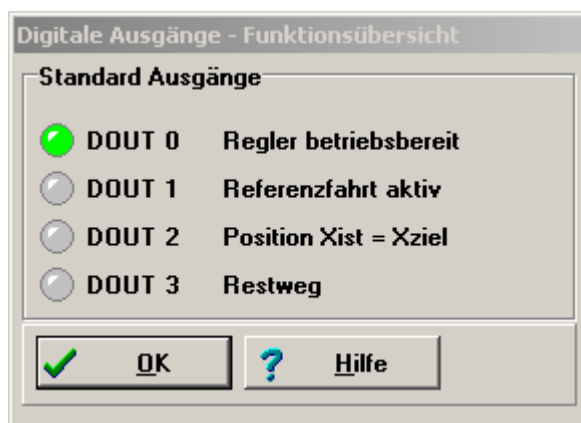 Digitale Ausgänge - Funktionsübersicht
Standard Ausgänge
DOUT 0 Regler betriebsbereit
DOUT 1 Referenzfahrt aktiv
DOUT 2 Position Xist = Xziel
DOUT 3 Restweg
OK ? Hilfe